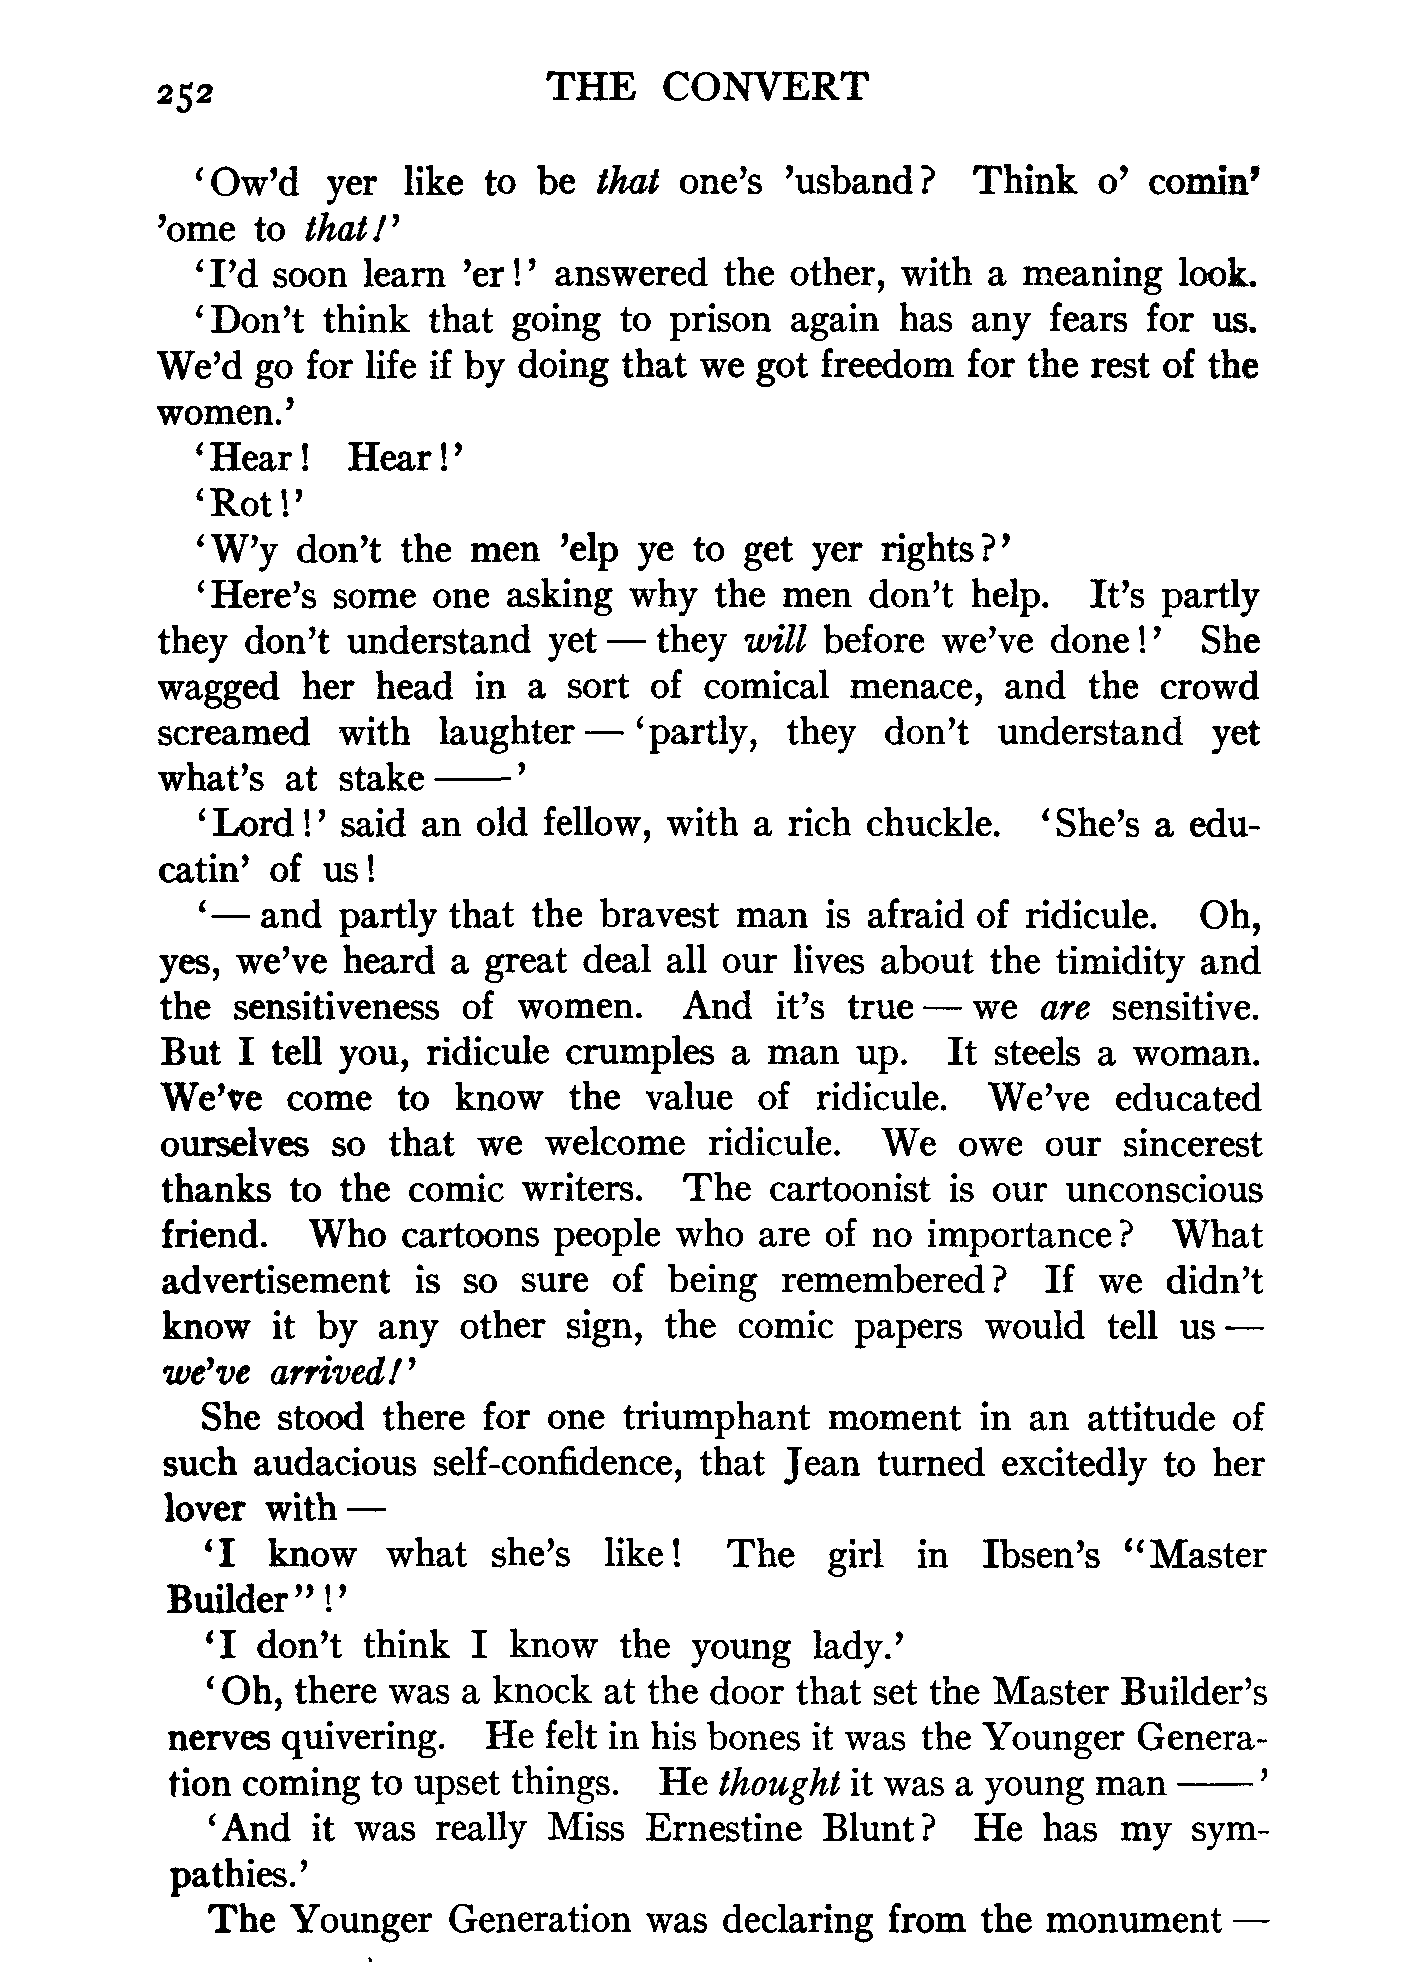 252 THE CONVERT
‘Ow’d yer like to be that one’s ’usband? Think o’ comin’
’ome to that!’
‘I’d soon learn ’er!’ answered the other, with a meaning look.
‘Don’t think that going to prison again has any fears for us.
We’d go for life if by doing that we got freedom for the rest of the
women.’
‘Hear! Hear!’
‘Rot!’
‘W’y don’t the men ’elp ye to get yer rights?’
‘Here’s some one asking why the men don’t help. It’s partly
they don’t understand yet — they will before we’ve done!’ She
wagged her head in a sort of comical menace, and the crowd
screamed with laughter — ‘partly, they don’t understand yet
what’s at stake ——’
‘Lord!’ said an old fellow, with a rich chuckle. ‘She’s a edu-
catin’ of us!
‘— and partly that the bravest man is afraid of ridicule. Oh,
yes, we’ve heard a great deal all our lives about the timidity and
the sensitiveness of women. And it’s true — we are sensitive.
But I tell you, ridicule crumples a man up. It steels a woman.
We’ve come to know the value of ridicule. We’ve educated
ourselves so that we welcome ridicule. We owe our sincerest
thanks to the comic writers. The cartoonist is our unconscious
friend. Who cartoons people who are of no importance? What
advertisement is so sure of being remembered? If we didn’t
know it by any other sign, the comic papers would tell us —
we’ve arrived!’
She stood there for one triumphant moment in an attitude of
such audacious self-confidence, that Jean turned excitedly to her
lover with —
‘I know what she’s like! The girl in Ibsen’s “Master
Builder”!’
‘I don’t think I know the young lady.’
‘Oh, there was a knock at the door that set the Master Builder’s
nerves quivering. He felt in his bones it was the Younger Genera-
tion coming to upset things. He thought it was a young man ——’
‘And it was really Miss Ernestine Blunt? He has my sym-
pathies.’
The Younger Generation was declaring from the monument —